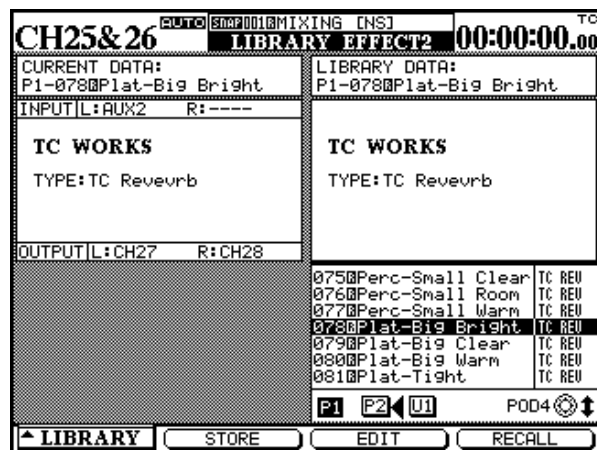 CH25&26 AUTO SNAP001 MIXING [NS] TC
LIBRARY EFFECT2 00:00:00.00
CURRENT DATA:
P1-078 Plat-Big Bright
INPUT L:AUX2 R:----
TC WORKS
TYPE:TC Revevrb
OUTPUT L:CH27 R:CH28
LIBRARY DATA:
P1-078 Plat-Big Bright
TC WORKS
TYPE:TC Revevrb
075 Perc-Small Clear TC REV
076 Perc-Small Room TC REV
077 Perc-Small Warm TC REV
078 Plat-Big Bright TC REV
079 Plat-Big Clear TC REV
080 Plat-Big Warm TC REV
081 Plat-Tight TC REV
P1 P2 U1 POD4
LIBRARY STORE EDIT RECALL